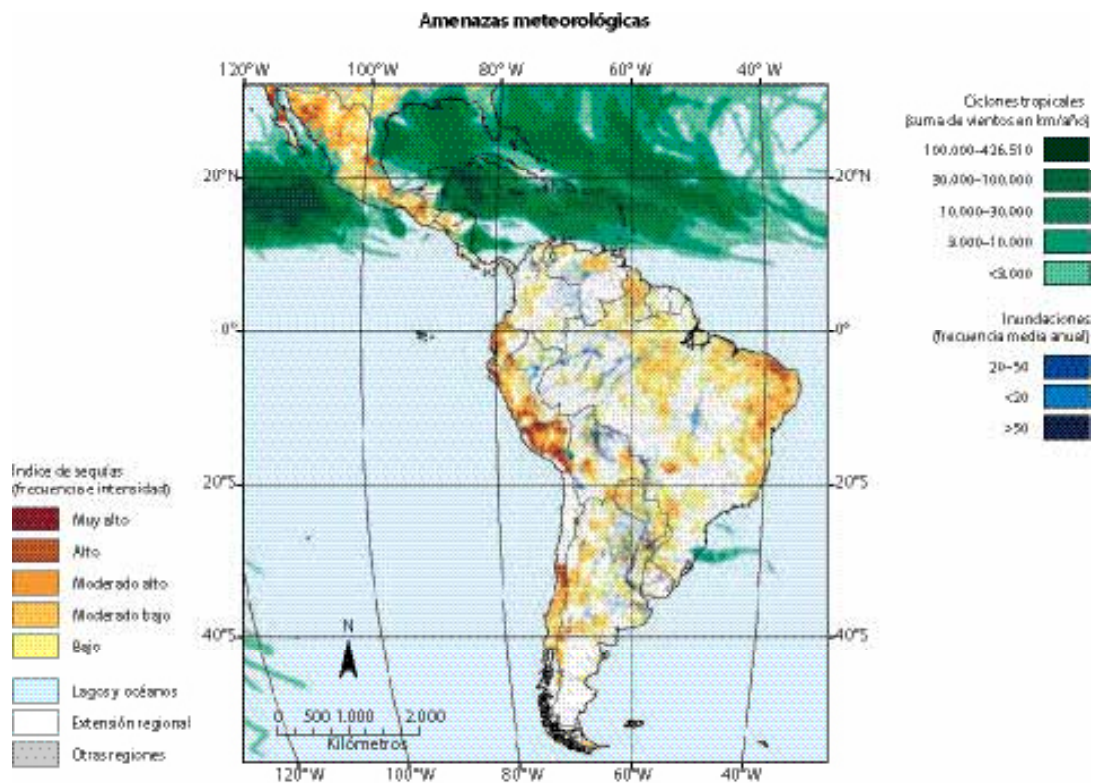 Amenazas meteorológicas
120°W 100°W 80°W 60°W 40°W
20°N 20°N
0° 0°
20°S 20°S
40°S 40°S
120°W 100°W 80°W 60°W 40°W
N
0 500 1.000 2.000
Kilómetros
Índice de sequías
(frecuencia e intensidad)
Muy alto
Alto
Moderado alto
Moderado bajo
Bajo
Lagos y océanos
Extensión regional
Otras regiones
Ciclones tropicales
(suma de vientos en km/año)
100.000–426.510
30.000–100.000
10.000–30.000
3.000–10.000
<3.000
Inundaciones
(frecuencia media anual)
20–50
<20
>50